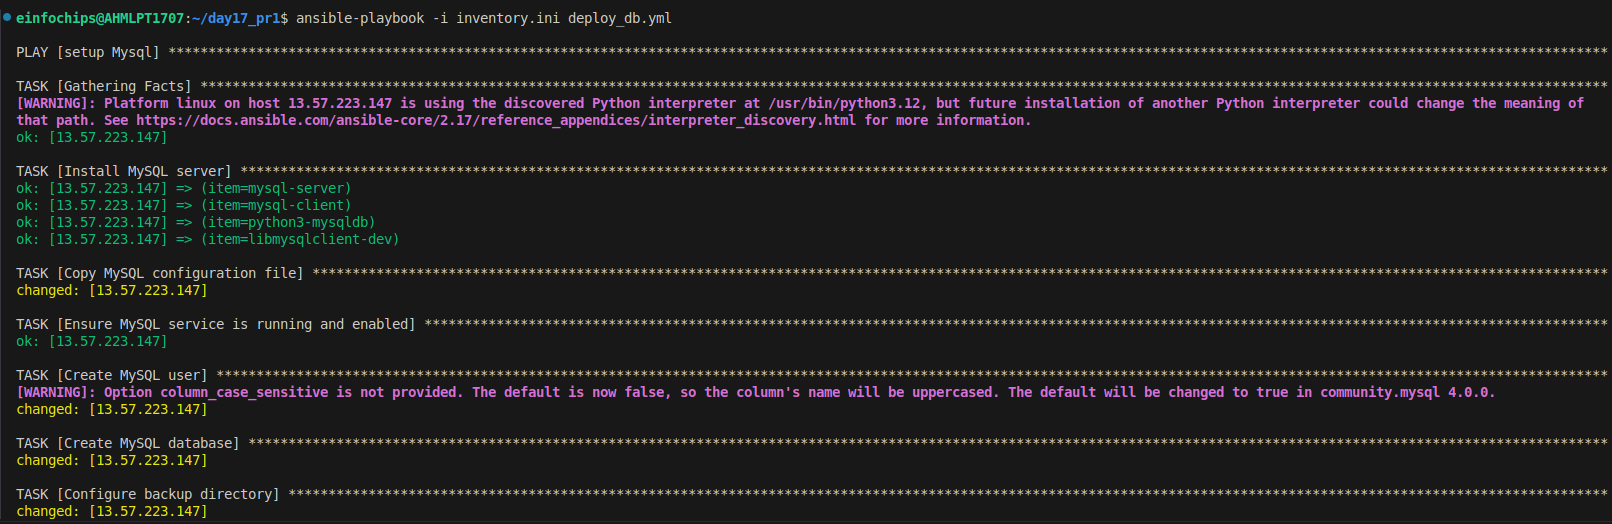 einfochips@AHMLPT1707:~/day17_pr1$ ansible-playbook -i inventory.ini deploy_db.yml
PLAY [setup Mysql] ************************************************************************************************************************************************************************************
TASK [Gathering Facts] ********************************************************************************************************************************************************************************
[WARNING]: Platform linux on host 13.57.223.147 is using the discovered Python interpreter at /usr/bin/python3.12, but future installation of another Python interpreter could change the meaning of
that path. See https://docs.ansible.com/ansible-core/2.17/reference_appendices/interpreter_discovery.html for more information.
ok: [13.57.223.147]
TASK [Install MySQL server] ***************************************************************************************************************************************************************************
ok: [13.57.223.147] => (item=mysql-server)
ok: [13.57.223.147] => (item=mysql-client)
ok: [13.57.223.147] => (item=python3-mysqldb)
ok: [13.57.223.147] => (item=libmysqlclient-dev)
TASK [Copy MySQL configuration file] ******************************************************************************************************************************************************************
changed: [13.57.223.147]
TASK [Ensure MySQL service is running and enabled] ****************************************************************************************************************************************************
ok: [13.57.223.147]
TASK [Create MySQL user] ******************************************************************************************************************************************************************************
[WARNING]: Option column_case_sensitive is not provided. The default is now false, so the column's name will be uppercased. The default will be changed to true in community.mysql 4.0.0.
changed: [13.57.223.147]
TASK [Create MySQL database] **************************************************************************************************************************************************************************
changed: [13.57.223.147]
TASK [Configure backup directory] *********************************************************************************************************************************************************************
changed: [13.57.223.147]